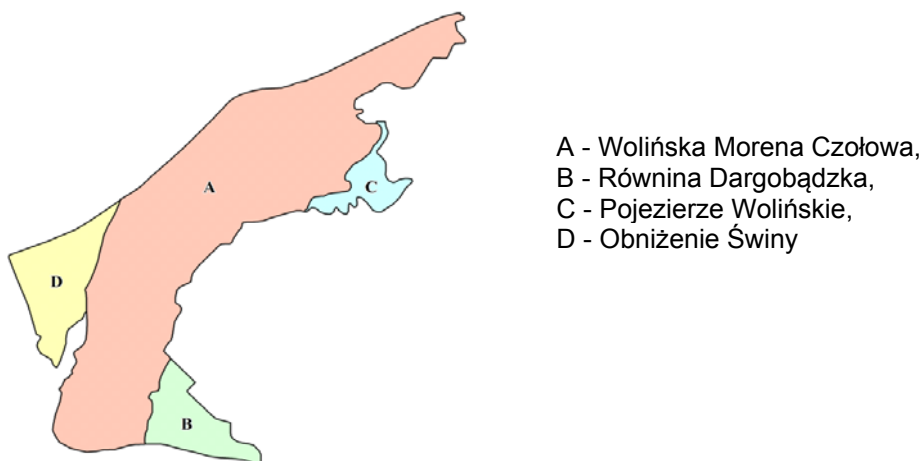 A
C
D
B
A - Wolińska Morena Czołowa,
B - Równina Dargobądzka,
C - Pojezierze Wolińskie,
D - Obniżenie Świny